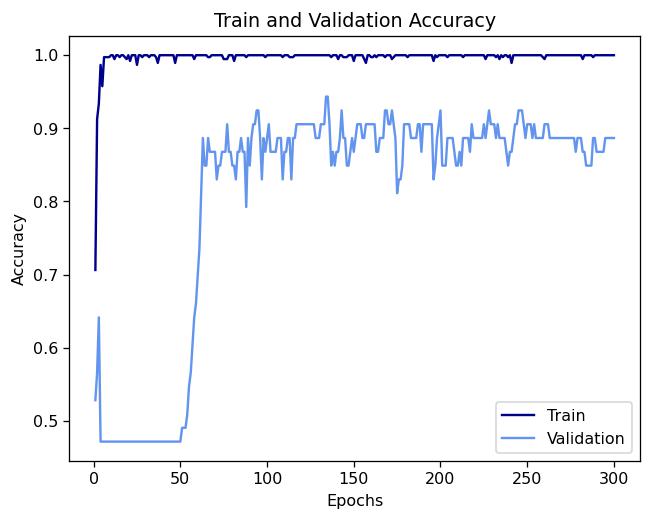 Train and Validation Accuracy
1.0
0.9
0.8
0.7
0.6
0.5
Accuracy
Train
Validation
0 50 100 150 200 250 300
Epochs